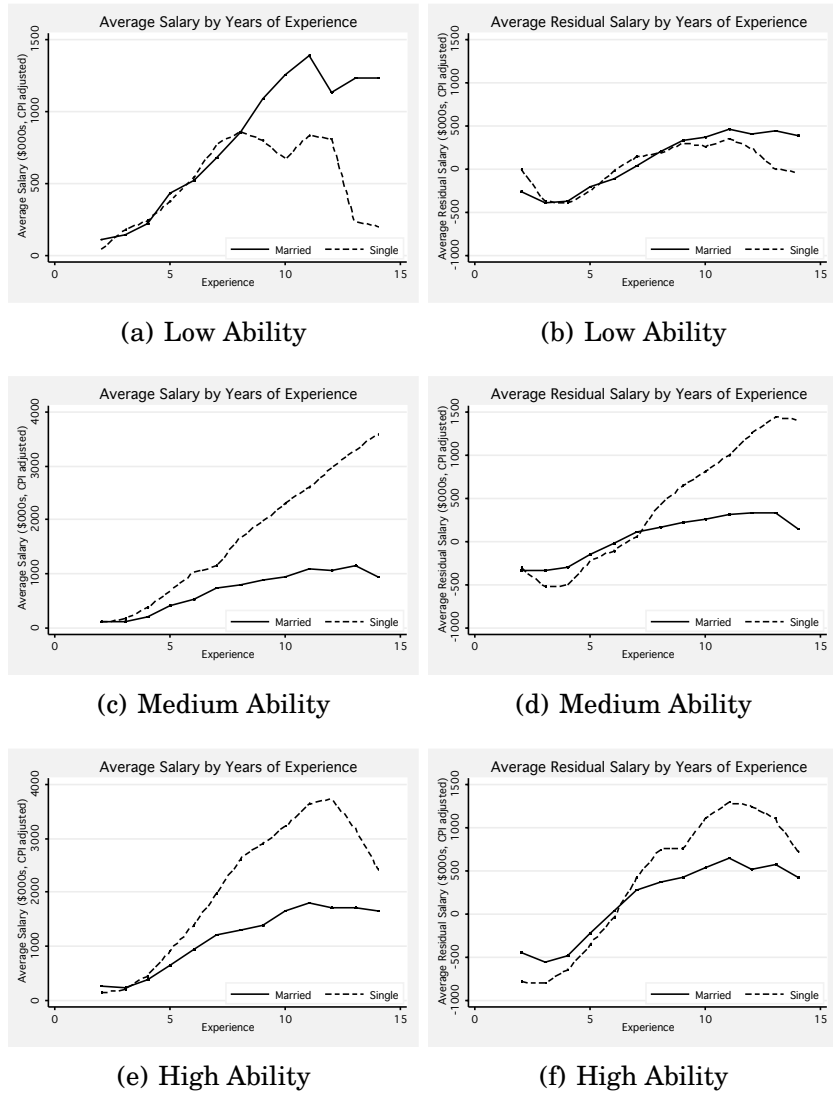 Average Salary by Years of Experience
Average Salary ($000s, CPI adjusted)
1500
1000
500
0
0 5 10 15
Experience
Married Single
(a) Low Ability
Average Residual Salary by Years of Experience
Average Residual Salary ($000s, CPI adjusted)
1500
1000
500
0
-500
-1000
0 5 10 15
Experience
Married Single
(b) Low Ability
Average Salary by Years of Experience
Average Salary ($000s, CPI adjusted)
4000
3000
2000
1000
0
0 5 10 15
Experience
Married Single
(c) Medium Ability
Average Residual Salary by Years of Experience
Average Residual Salary ($000s, CPI adjusted)
1500
1000
500
0
-500
-1000
0 5 10 15
Experience
Married Single
(d) Medium Ability
Average Salary by Years of Experience
Average Salary ($000s, CPI adjusted)
4000
3000
2000
1000
0
0 5 10 15
Experience
Married Single
(e) High Ability
Average Residual Salary by Years of Experience
Average Residual Salary ($000s, CPI adjusted)
1500
1000
500
0
-500
-1000
0 5 10 15
Experience
Married Single
(f) High Ability